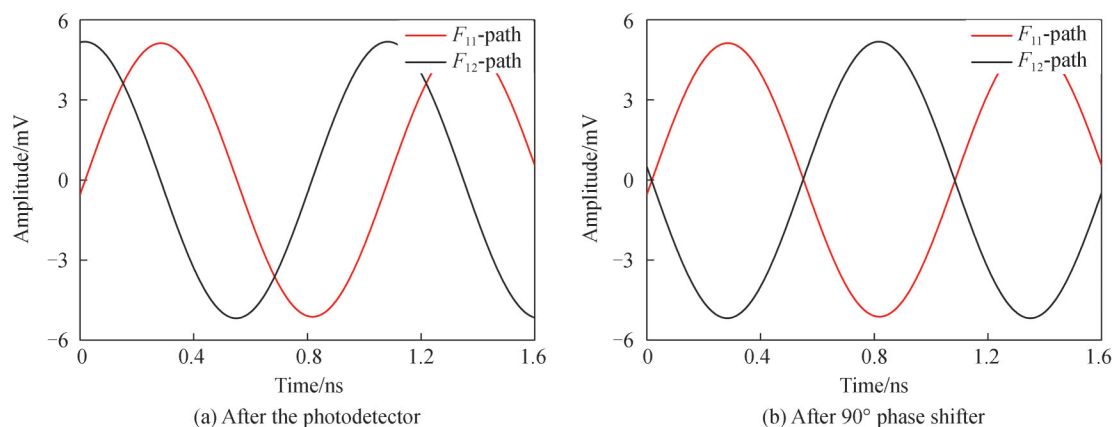 6
3
0
−3
−6
Amplitude/mV
F11-path
F12-path
0
0.4
0.8
1.2
1.6
Time/ns
(a) After the photodetector
6
3
0
−3
−6
Amplitude/mV
F11-path
F12-path
0
0.4
0.8
1.2
1.6
Time/ns
(b) After 90° phase shifter